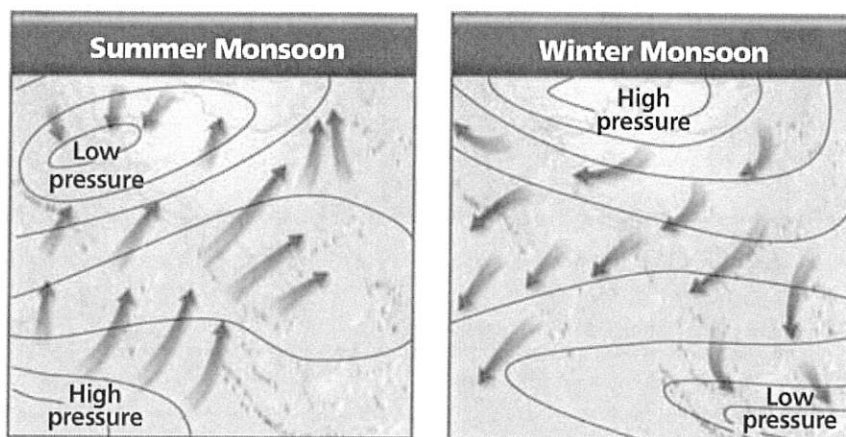 Summer Monsoon
Low
pressure
High
pressure
Winter Monsoon
High
pressure
Low
pressure